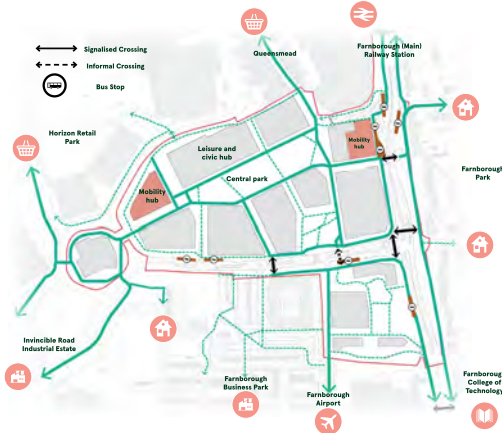 Signalised Crossing
Informal Crossing
Bus Stop
Queensmead
Farnborough (Main)
Railway Station
Horizon Retail
Park
Leisure and
civic hub
Mobility
hub
Central park
Mobility
hub
Farnborough
Park
Invincible Road
Industrial Estate
Farnborough
Business Park
Farnborough
Airport
Farnborough
College of
Technology